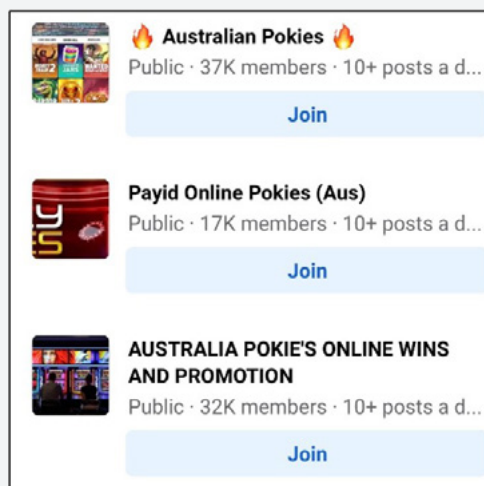 🔥 Australian Pokies 🔥
Public · 37K members · 10+ posts a d...
Join
Payid Online Pokies (Aus)
Public · 17K members · 10+ posts a d...
Join
AUSTRALIA POKIE'S ONLINE WINS
AND PROMOTION
Public · 32K members · 10+ posts a d...
Join